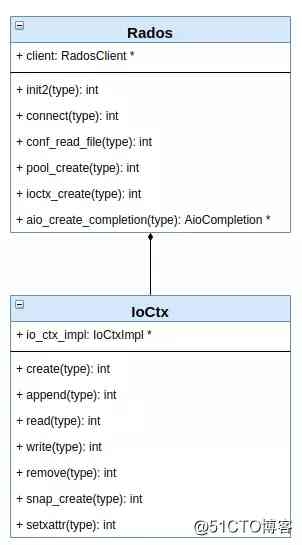 Rados
+ client: RadosClient *
+ init2(type): int
+ connect(type): int
+ conf_read_file(type): int
+ pool_create(type): int
+ ioctx_create(type): int
+ aio_create_completion(type): AioCompletion *
IoCtx
+ io_ctx_impl: IoCtxImpl *
+ create(type): int
+ append(type): int
+ read(type): int
+ write(type): int
+ remove(type): int
+ snap_create(type): int
+ setxattr(type): int
@51CTO博客